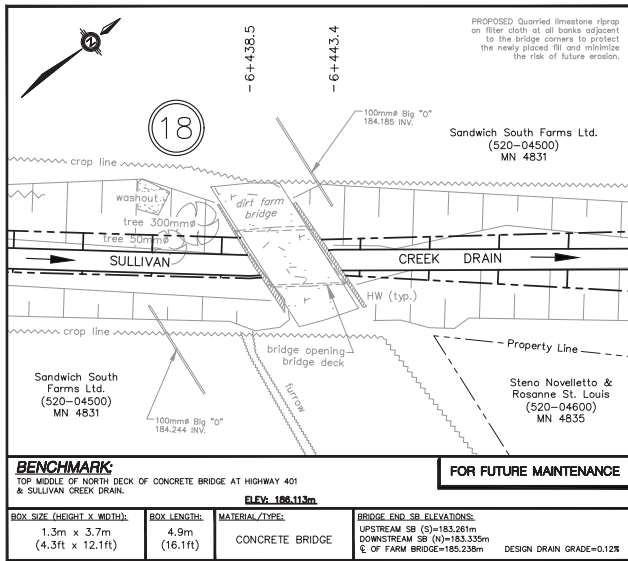 PROPOSED Quarried limestone riprap
on filter cloth at all banks adjacent
to the bridge corners to protect
the newly placed fill and minimize
the risk of future erosion.
N
-6+438.5
-6+443.4
18
100mmø Big "O"
184.185 INV.
Sandwich South Farms Ltd.
(520-04500)
MN 4831
crop line
washout
dirt farm
bridge
tree 300mmø
tree 50mmø
SULLIVAN
CREEK DRAIN
HW (typ.)
crop line
bridge opening
bridge deck
Property Line
Sandwich South
Farms Ltd.
(520-04500)
MN 4831
100mmø Big "O"
184.244 INV.
furrow
Steno Novelletto &
Rosanne St. Louis
(520-04600)
MN 4835
BENCHMARK:
TOP MIDDLE OF NORTH DECK OF CONCRETE BRIDGE AT HIGHWAY 401
& SULLIVAN CREEK DRAIN.
ELEV: 186.113m
FOR FUTURE MAINTENANCE
BOX SIZE (HEIGHT X WIDTH):
1.3m x 3.7m
(4.3ft x 12.1ft)
BOX LENGTH:
4.9m
(16.1ft)
MATERIAL/TYPE:
CONCRETE BRIDGE
BRIDGE END SB ELEVATIONS:
UPSTREAM SB (S)=183.261m
DOWNSTREAM SB (N)=183.335m
℄ OF FARM BRIDGE=185.238m DESIGN DRAIN GRADE=0.12%